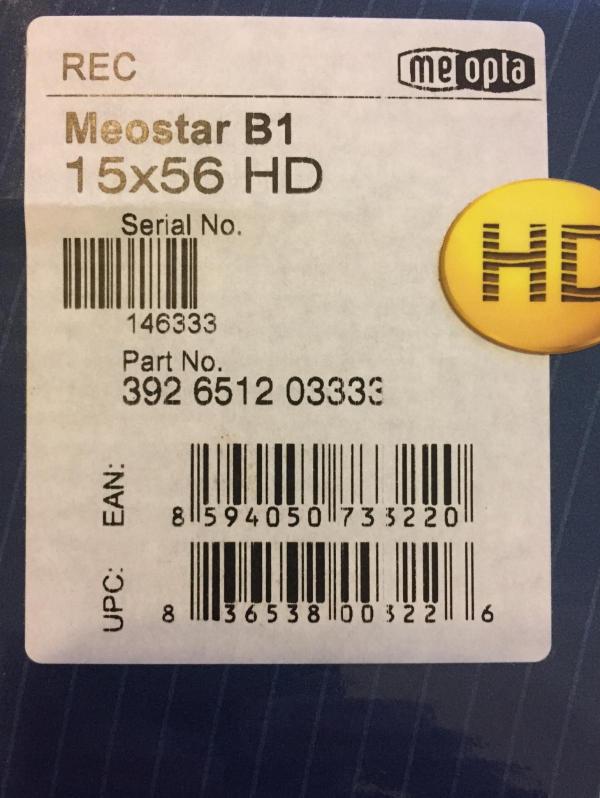 REC
meopta
Meostar B1
15x56 HD
Serial No.
146333
Part No.
392 6512 03333
HD
EAN:
8 594050 733220
UPC:
8 36538 00322 6